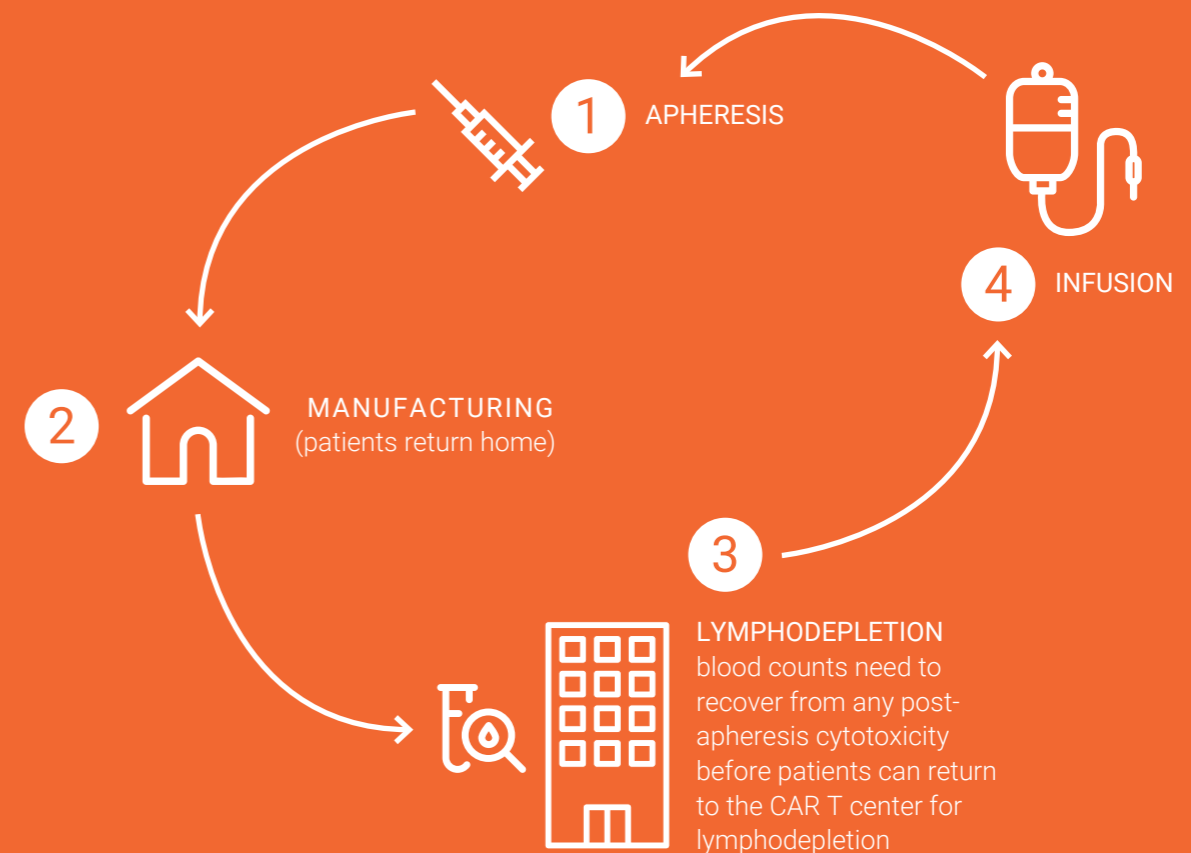 1
APHERESIS
2
MANUFACTURING
(patients return home)
3
LYMPHODEPLETION
blood counts need to
recover from any post-
apheresis cytotoxicity
before patients can return
to the CAR T center for
lymphodepletion
4
INFUSION